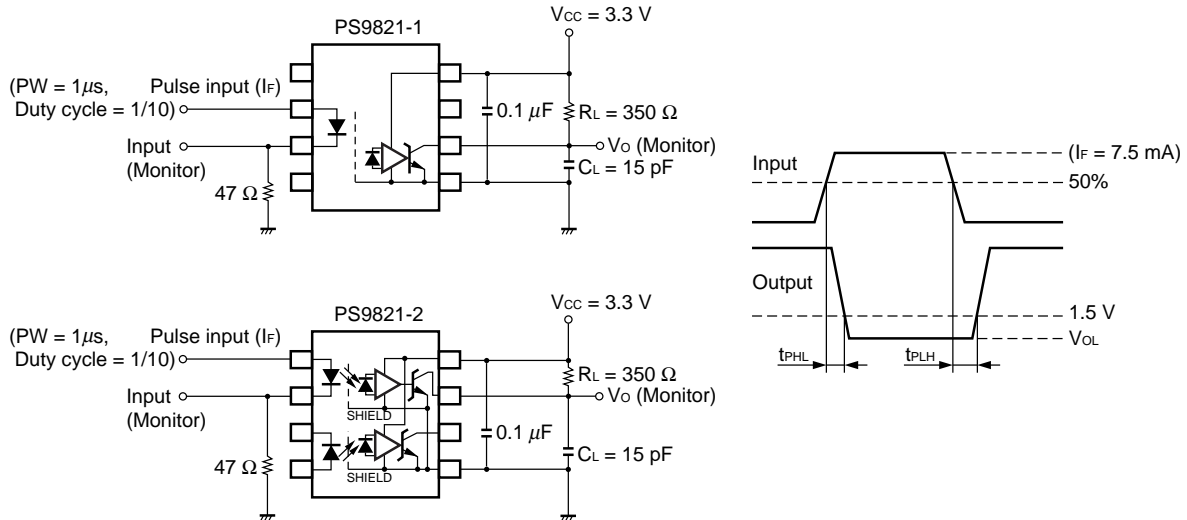 PS9821-1
VCC = 3.3 V
(PW = 1μs, Pulse input (IF)
Duty cycle = 1/10)
Input
(Monitor)
47 Ω
0.1 μF
RL = 350 Ω
VO (Monitor)
CL = 15 pF
PS9821-2
VCC = 3.3 V
(PW = 1μs, Pulse input (IF)
Duty cycle = 1/10)
Input
(Monitor)
47 Ω
SHIELD
SHIELD
0.1 μF
RL = 350 Ω
VO (Monitor)
CL = 15 pF
Input
(IF = 7.5 mA)
50%
Output
1.5 V
VOL
tPHL
tPLH